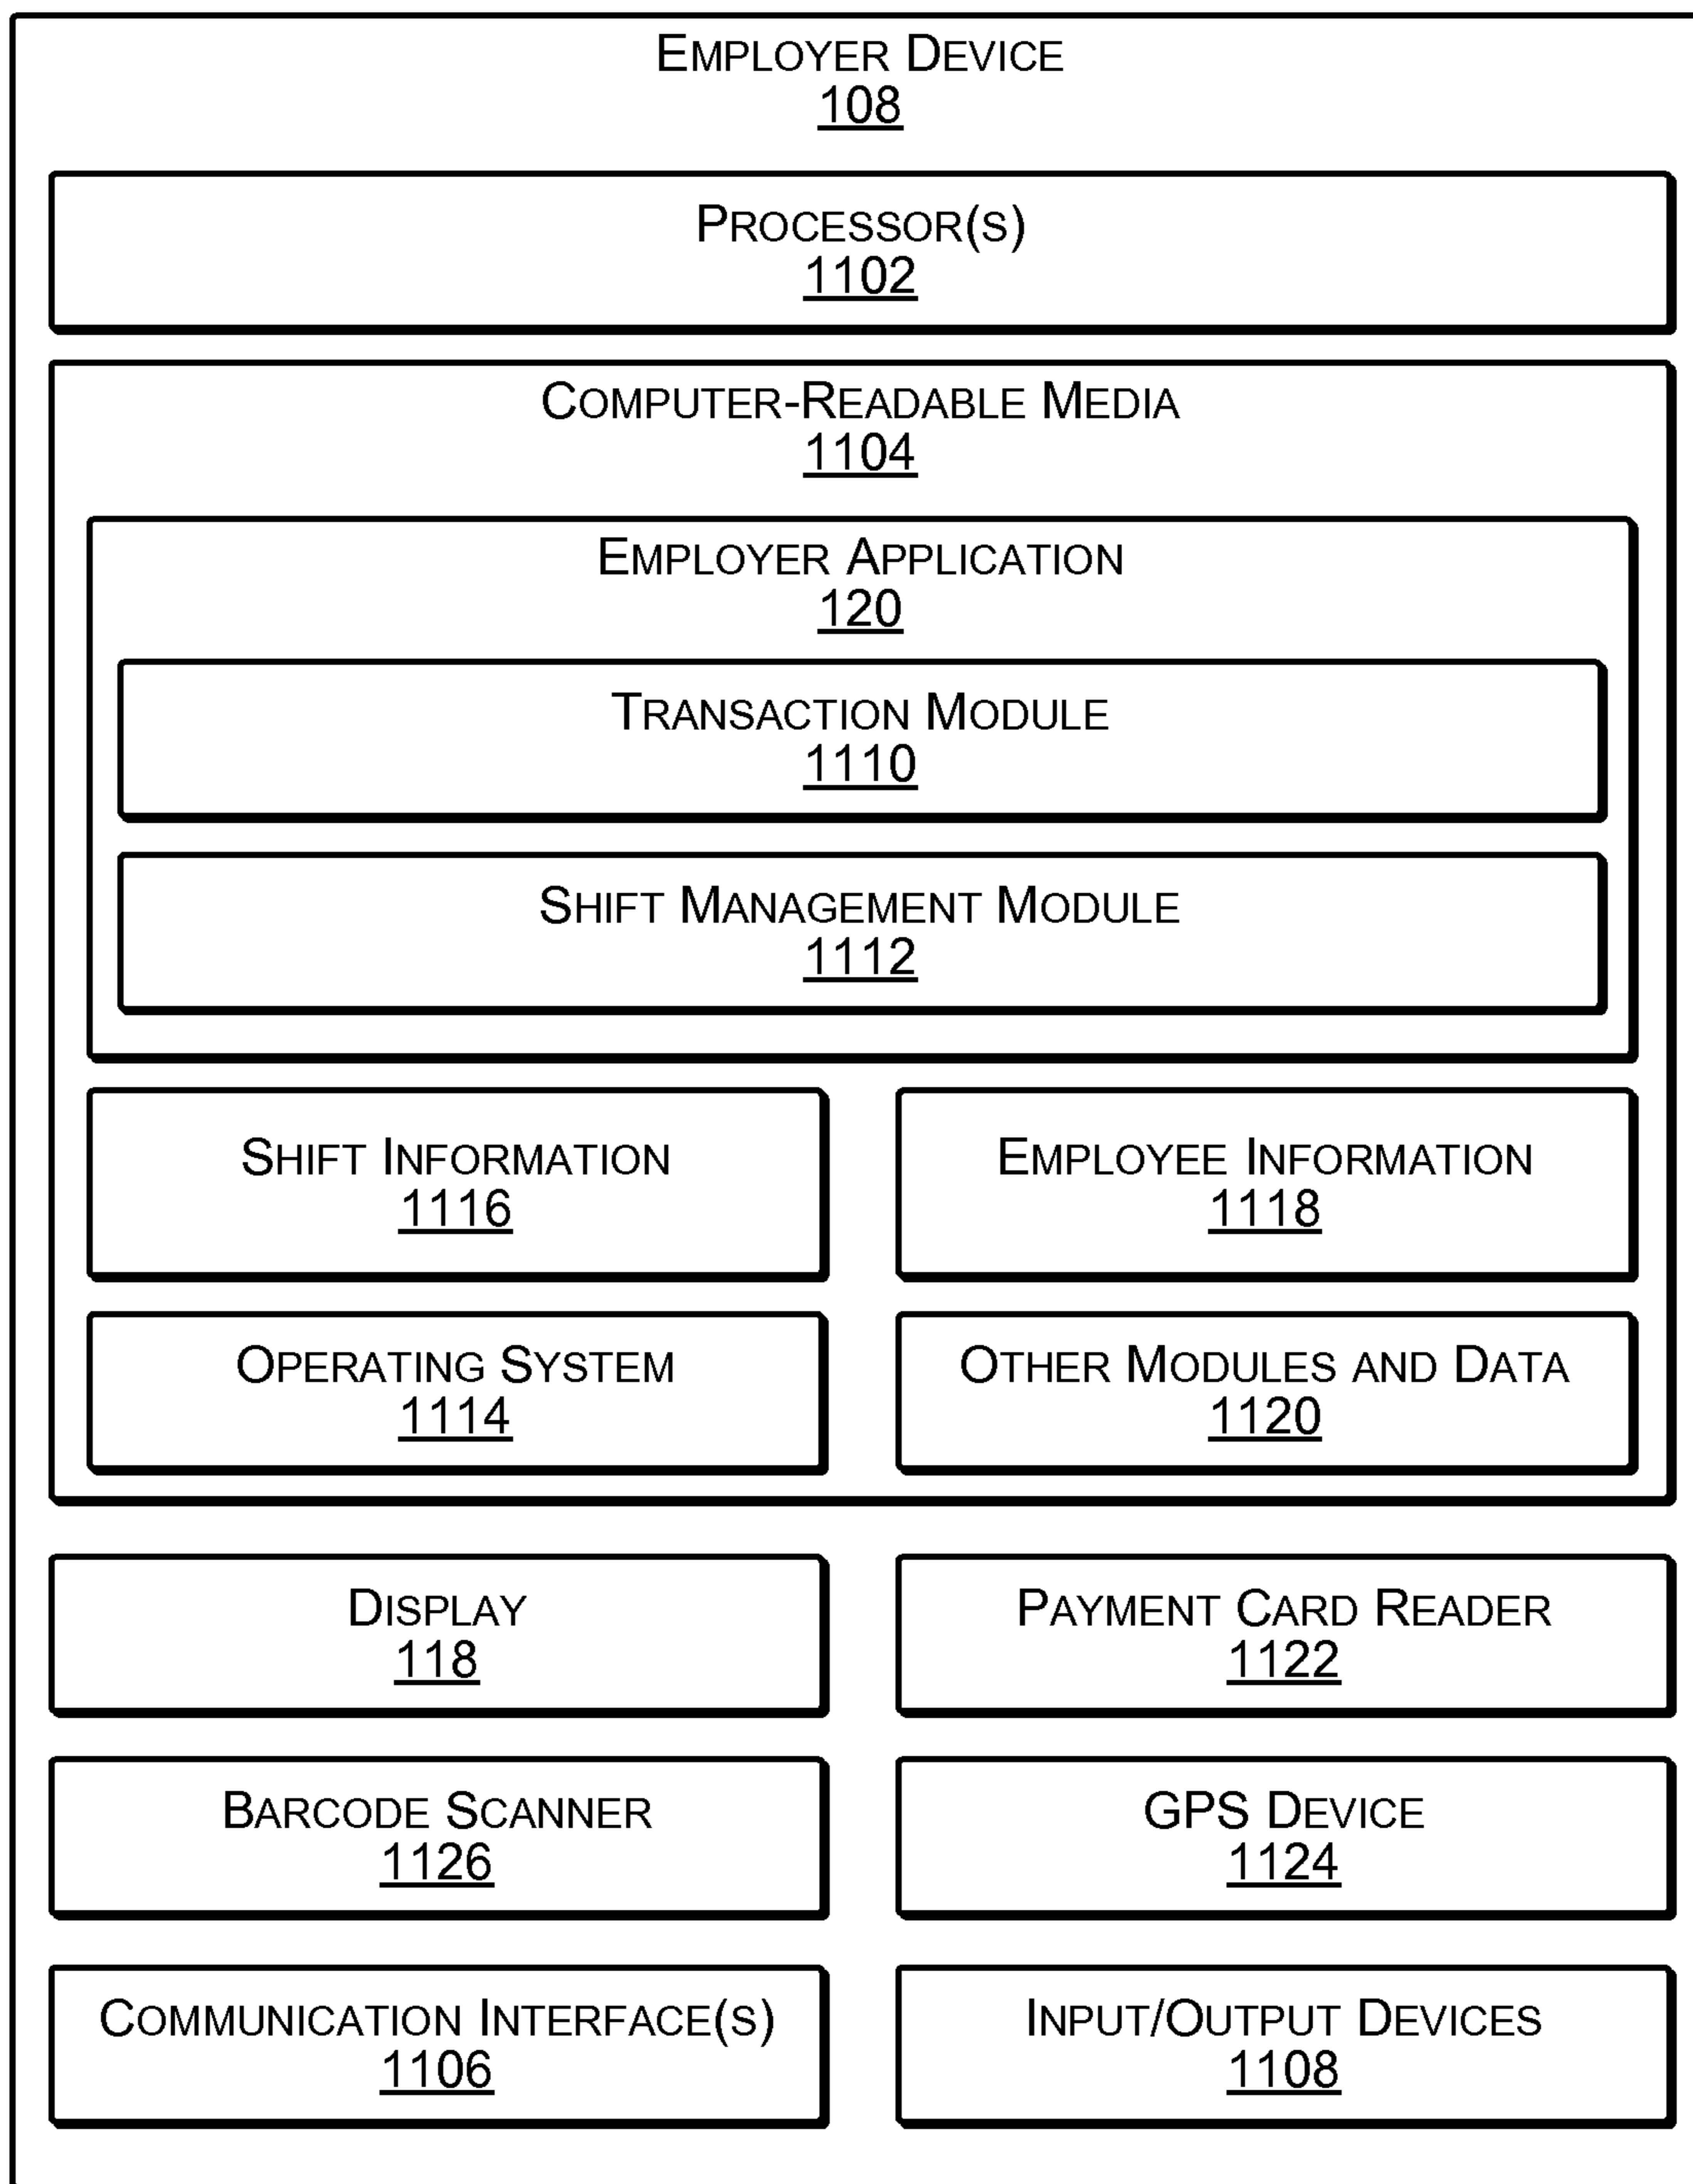 EMPLOYER DEVICE
108
PROCESSOR(S)
1102
COMPUTER-READABLE MEDIA
1104
EMPLOYER APPLICATION
120
TRANSACTION MODULE
1110
SHIFT MANAGEMENT MODULE
1112
SHIFT INFORMATION
1116
EMPLOYEE INFORMATION
1118
OPERATING SYSTEM
1114
OTHER MODULES AND DATA
1120
DISPLAY
118
PAYMENT CARD READER
1122
BARCODE SCANNER
1126
GPS DEVICE
1124
COMMUNICATION INTERFACE(S)
1106
INPUT/OUTPUT DEVICES
1108